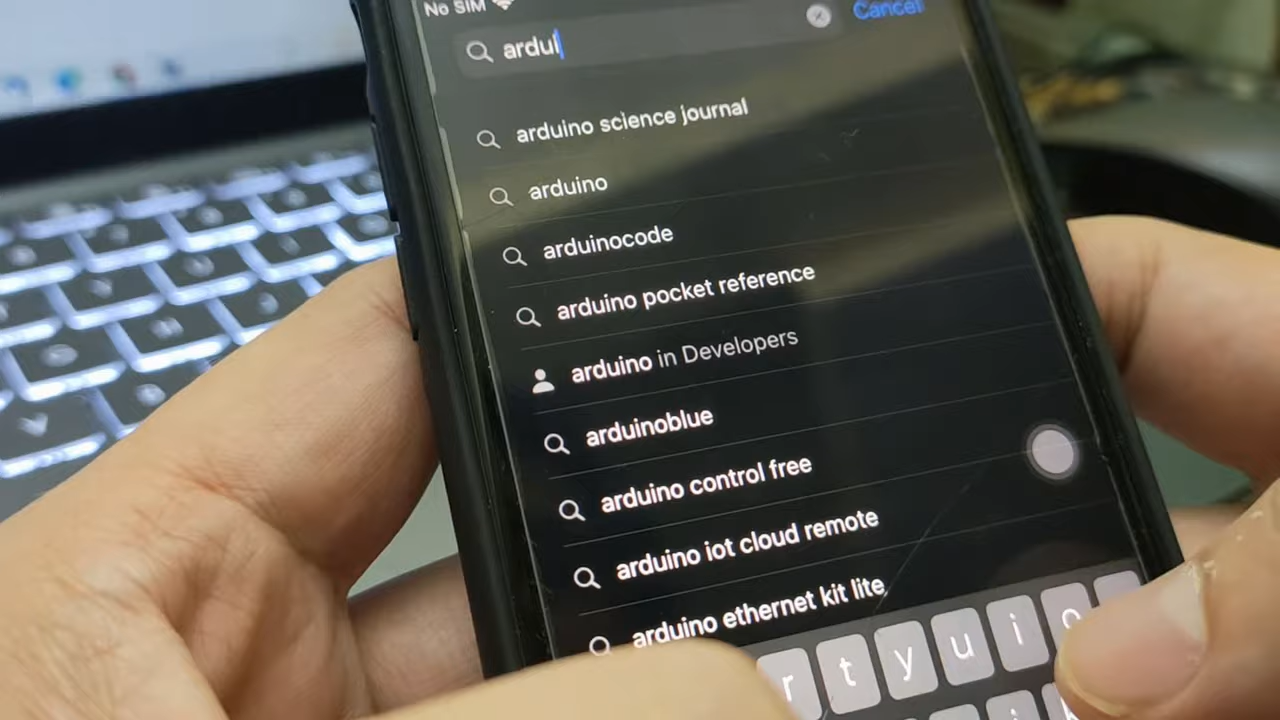 No SIM
Cancel
ardui
arduino science journal
arduino
arduinocode
arduino pocket reference
arduino in Developers
arduinoblue
arduino control free
arduino iot cloud remote
arduino ethernet kit lite
r t y u i o